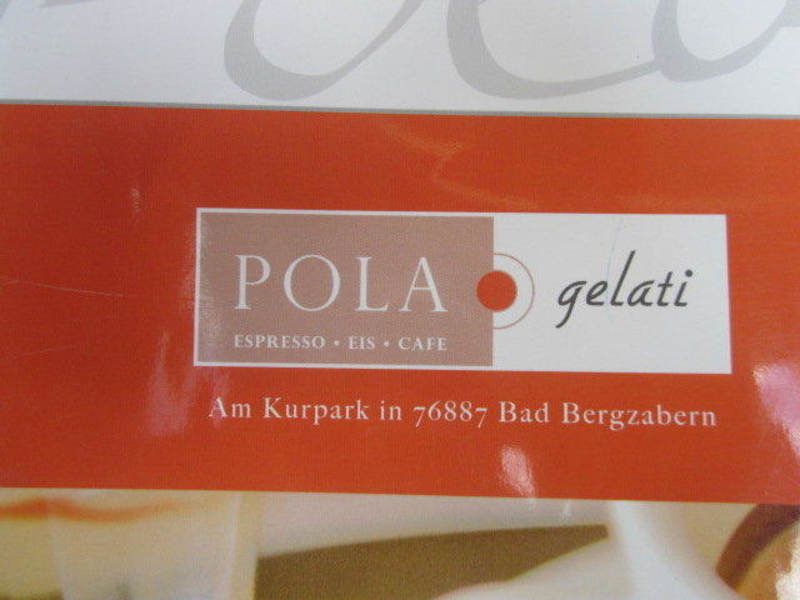 POLA gelati
ESPRESSO • EIS • CAFE
Am Kurpark in 76887 Bad Bergzabern